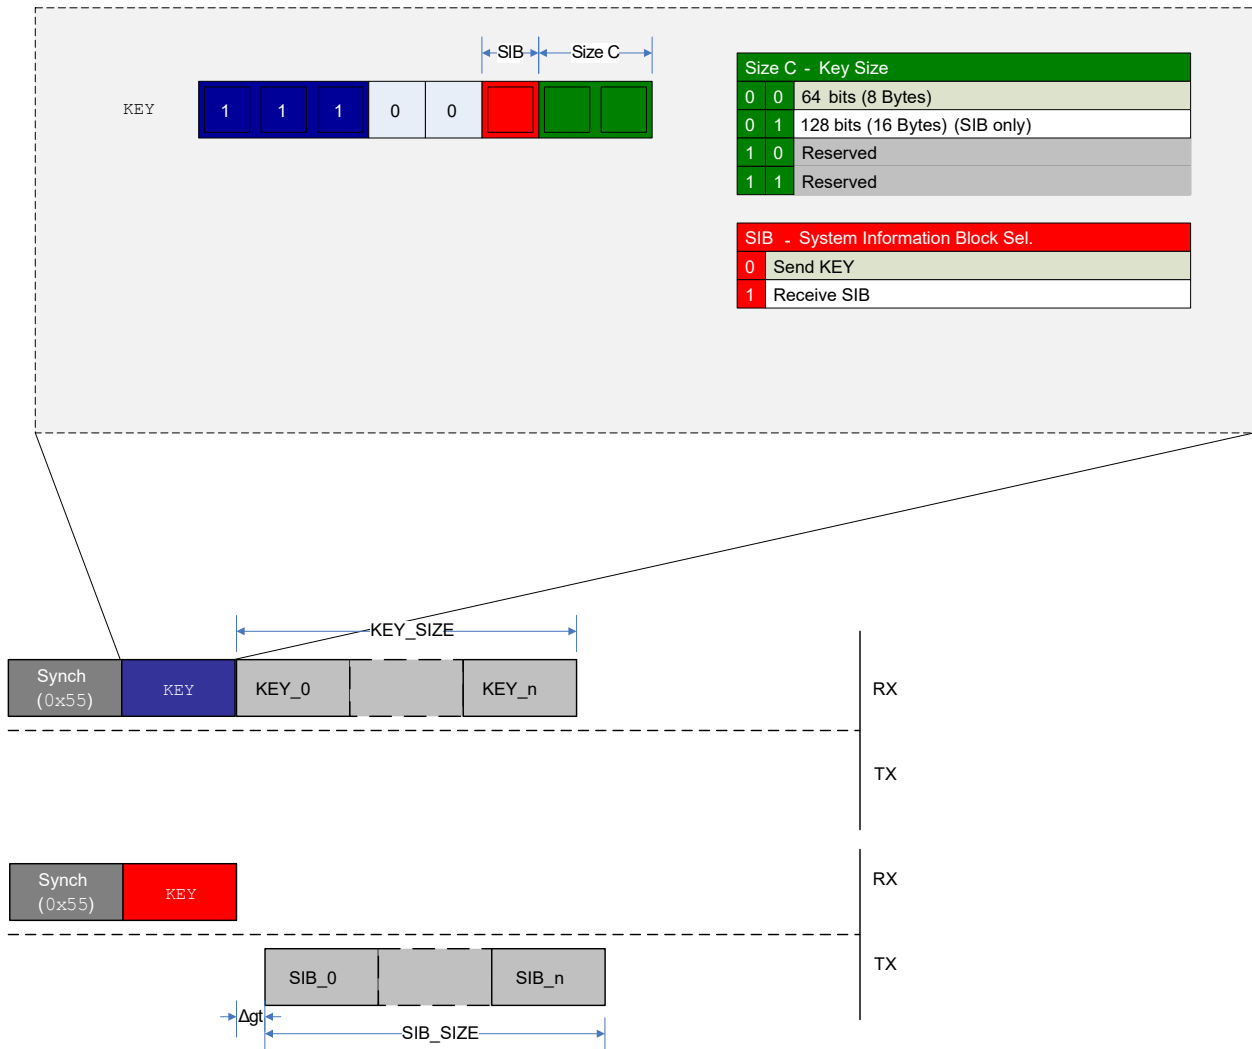 SIB Size C
KEY 1 1 1 0 0
Size C - Key Size
0 0 64 bits (8 Bytes)
0 1 128 bits (16 Bytes) (SIB only)
1 0 Reserved
1 1 Reserved
SIB - System Information Block Sel.
0 Send KEY
1 Receive SIB
KEY_SIZE
Synch
(0x55)
KEY
KEY_0
KEY_n
RX
TX
Synch
(0x55)
KEY
RX
SIB_0
SIB_n
TX
Δgt
SIB_SIZE